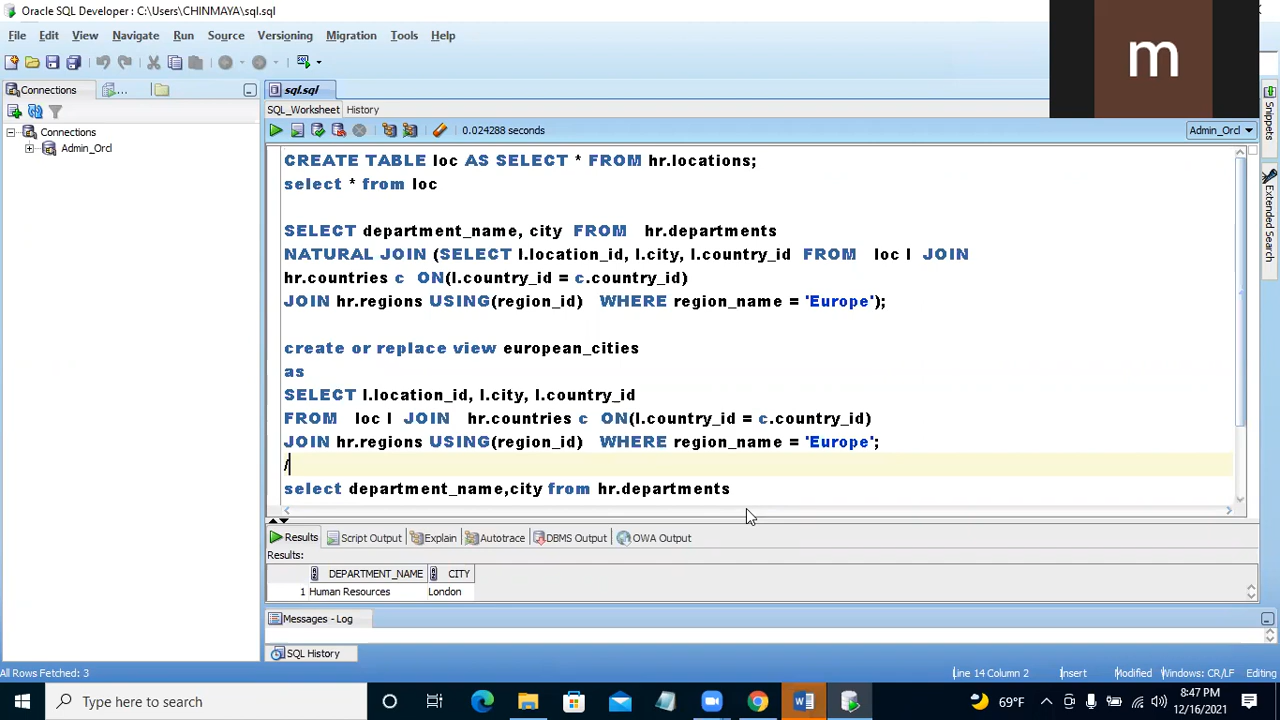 Oracle SQL Developer : C:\Users\CHINMAYA\sql.sql
m
File Edit View Navigate Run Source Versioning Migration Tools Help
Connections
...
sql.sql
SQL_Worksheet History
0.024288 seconds
Admin_Orcl
Snippets
Extended Search
Connections
Admin_Orcl
CREATE TABLE loc AS SELECT * FROM hr.locations;
select * from loc
SELECT department_name, city FROM hr.departments
NATURAL JOIN (SELECT l.location_id, l.city, l.country_id FROM loc l JOIN
hr.countries c ON(l.country_id = c.country_id)
JOIN hr.regions USING(region_id) WHERE region_name = 'Europe');
create or replace view european_cities
as
SELECT l.location_id, l.city, l.country_id
FROM loc l JOIN hr.countries c ON(l.country_id = c.country_id)
JOIN hr.regions USING(region_id) WHERE region_name = 'Europe';
/
select department_name,city from hr.departments
Results Script Output Explain Autotrace DBMS Output OWA Output
Results:
DEPARTMENT_NAME CITY
1 Human Resources London
Messages - Log
SQL History
All Rows Fetched: 3
Line 14 Column 2 Insert Modified Windows: CR/LF Editing
Type here to search
69°F
8:47 PM
12/16/2021